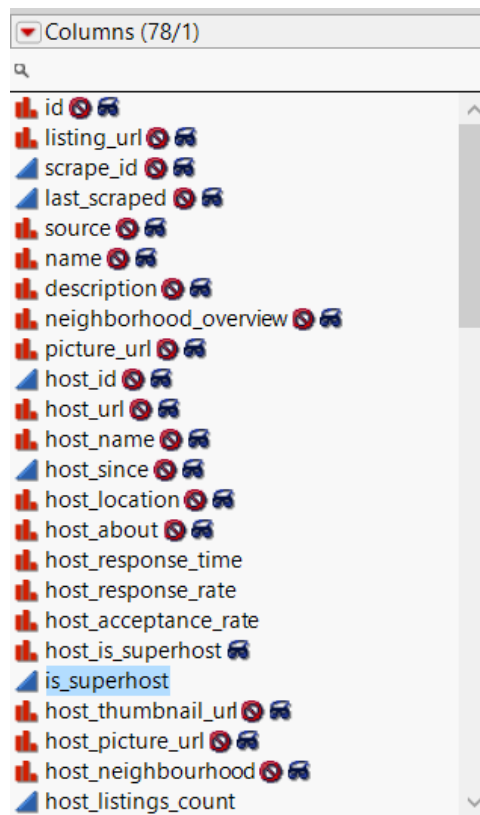 Columns (78/1)
id
listing_url
scrape_id
last_scraped
source
name
description
neighborhood_overview
picture_url
host_id
host_url
host_name
host_since
host_location
host_about
host_response_time
host_response_rate
host_acceptance_rate
host_is_superhost
is_superhost
host_thumbnail_url
host_picture_url
host_neighbourhood
host_listings_count